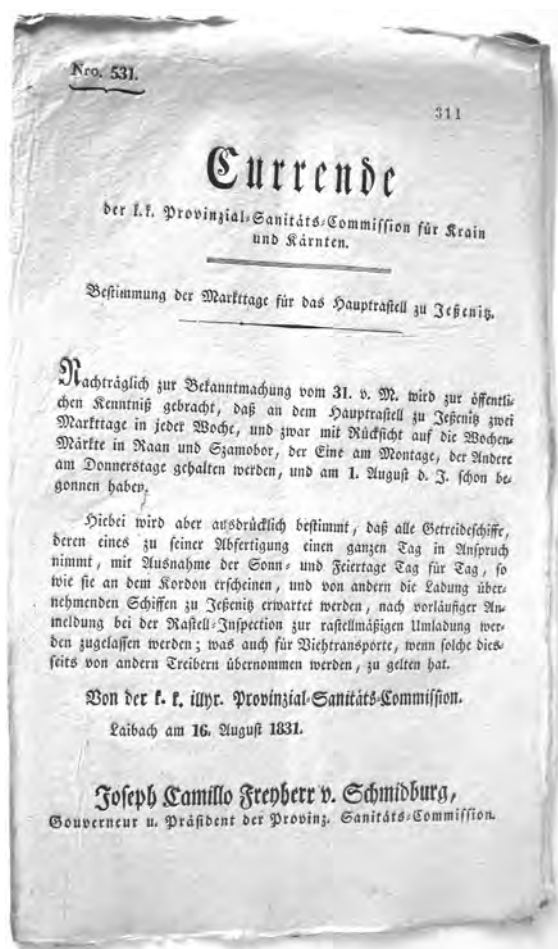 Nro. 531.
311
Currende
der k.k. Provinzial-Sanitäts-Commission für Krain
und Kärnten.
Bestimmung der Markttage für das Hauptrastell zu Jeßenitz.
Nachträglich zur Bekanntmachung vom 31. v. M. wird zur öffentli-
chen Kenntniß gebracht, daß an dem Hauptrastell zu Jeßenitz zwei
Markttage in jeder Woche, und zwar mit Rücksicht auf die Wochen-
Märkte in Raan und Szamobor, der Eine am Montage, der Andere
am Donnerstage gehalten werden, und am 1. August d. J. schon be-
gonnen haben.
Hiebei wird aber ausdrücklich bestimmt, daß alle Getreideschiffe,
deren eines zu seiner Abfertigung einen ganzen Tag in Anspruch
nimmt, mit Ausnahme der Sonn- und Feiertage Tag für Tag, so
wie sie an dem Kordon erscheinen, und von andern die Ladung über-
nehmenden Schiffen zu Jeßenitz erwartet werden, nach vorläufiger An-
meldung bei der Rastell-Inspection zur rastellmäßigen Umladung wer-
den zugelassen werden; was auch für Viehtransporte, wenn solche dies-
seits von andern Treibern übernommen werden, zu gelten hat.
Von der k. k. illyr. Provinzial-Sanitäts-Commission.
Laibach am 16. August 1831.
Joseph Camillo Freyherr v. Schmidburg,
Gouverneur u. Präsident der Provinz. Sanitäts-Commission.